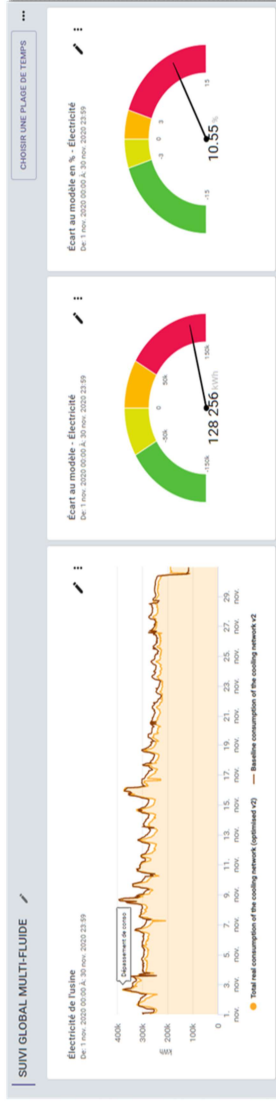 SUIVI GLOBAL MULTI-FLUIDE
CHOISIR UNE PLAGE DE TEMPS
Électricité de l'usine
De: 1 nov. 2020 00:00 À: 30 nov. 2020 23:59
Dépassement de conso
400k
300k
200k
100k
0
kWh
1. nov.
3. nov.
5. nov.
7. nov.
9. nov.
11. nov.
13. nov.
15. nov.
17. nov.
19. nov.
21. nov.
23. nov.
25. nov.
27. nov.
29. nov.
Total real consumption of the cooling network (optimised v2)
Baseline consumption of the cooling network v2
Écart au modèle - Électricité
De: 1 nov. 2020 00:00 À: 30 nov. 2020 23:59
-150k
-50k
0
50k
150k
128 256 kWh
Écart au modèle en % - Électricité
De: 1 nov. 2020 00:00 À: 30 nov. 2020 23:59
-15
-3
0
3
15
10.55 %